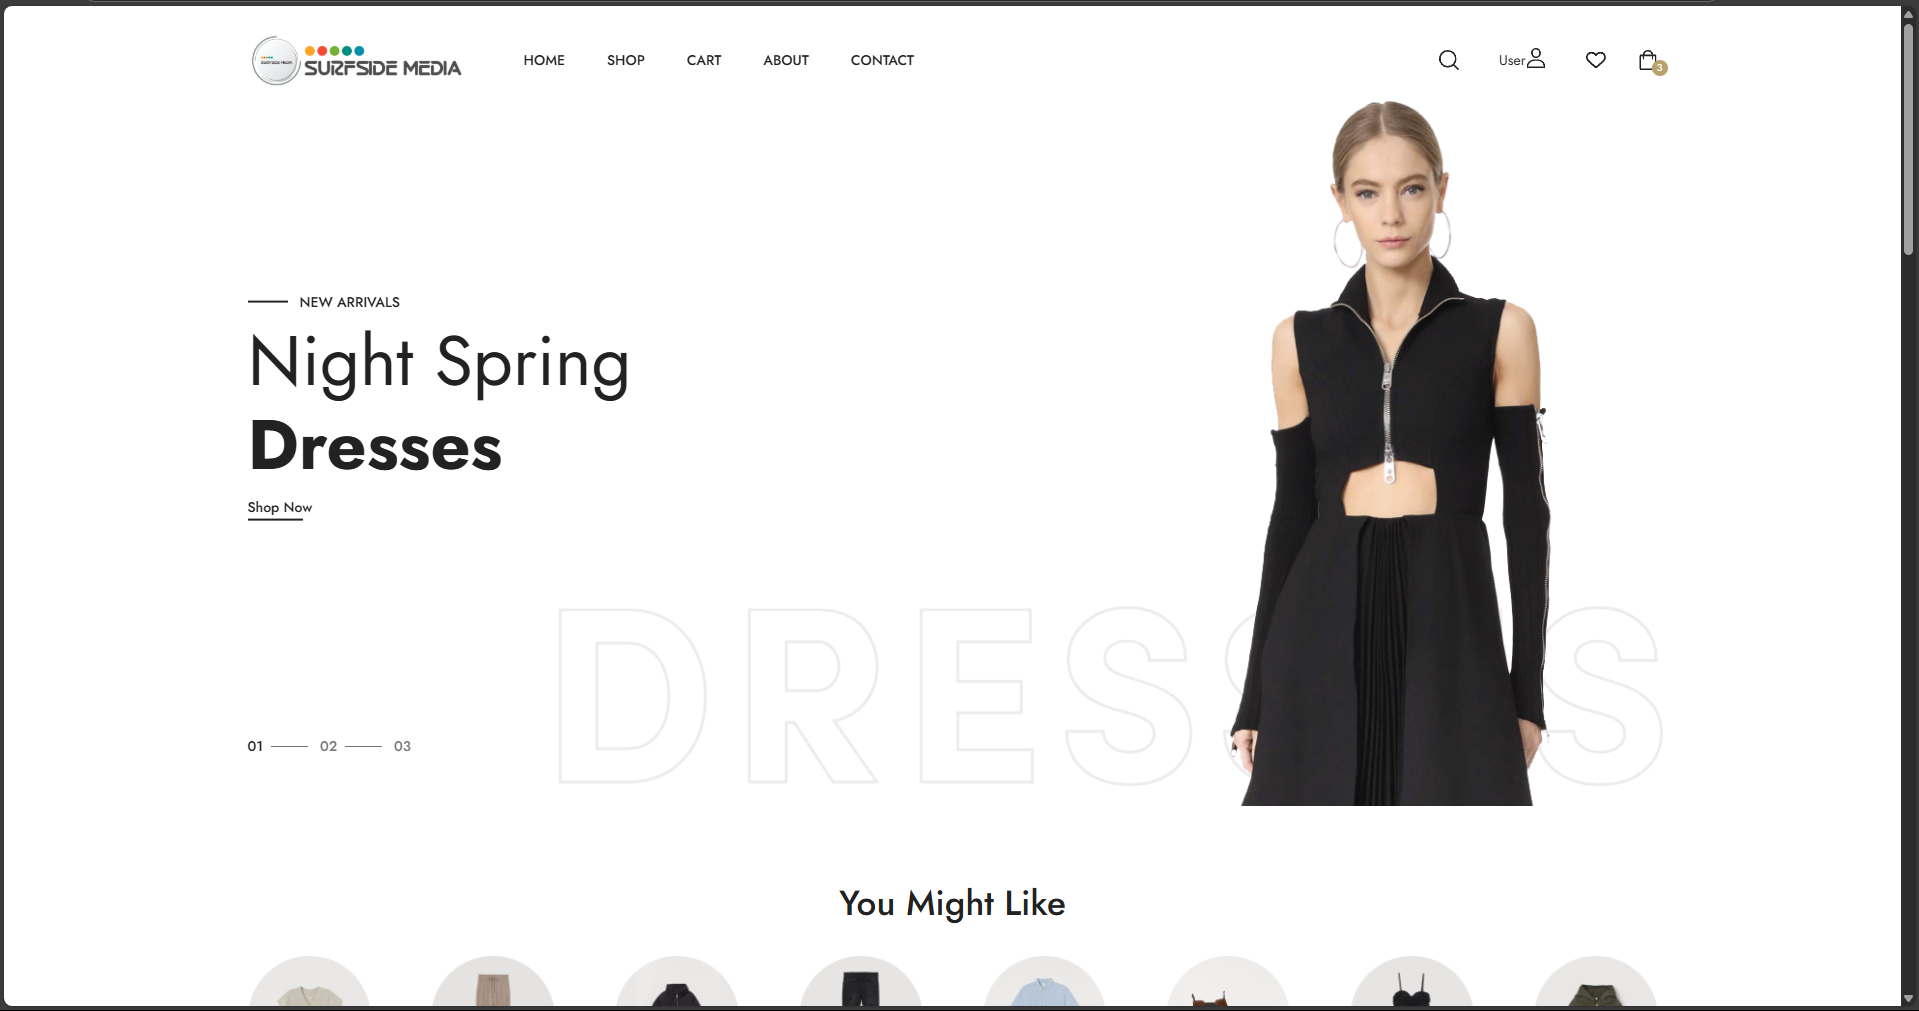 SURFSIDE MEDIA
HOME SHOP CART ABOUT CONTACT
User
3
NEW ARRIVALS
Night Spring
Dresses
Shop Now
DRESSES
01 02 03
You Might Like